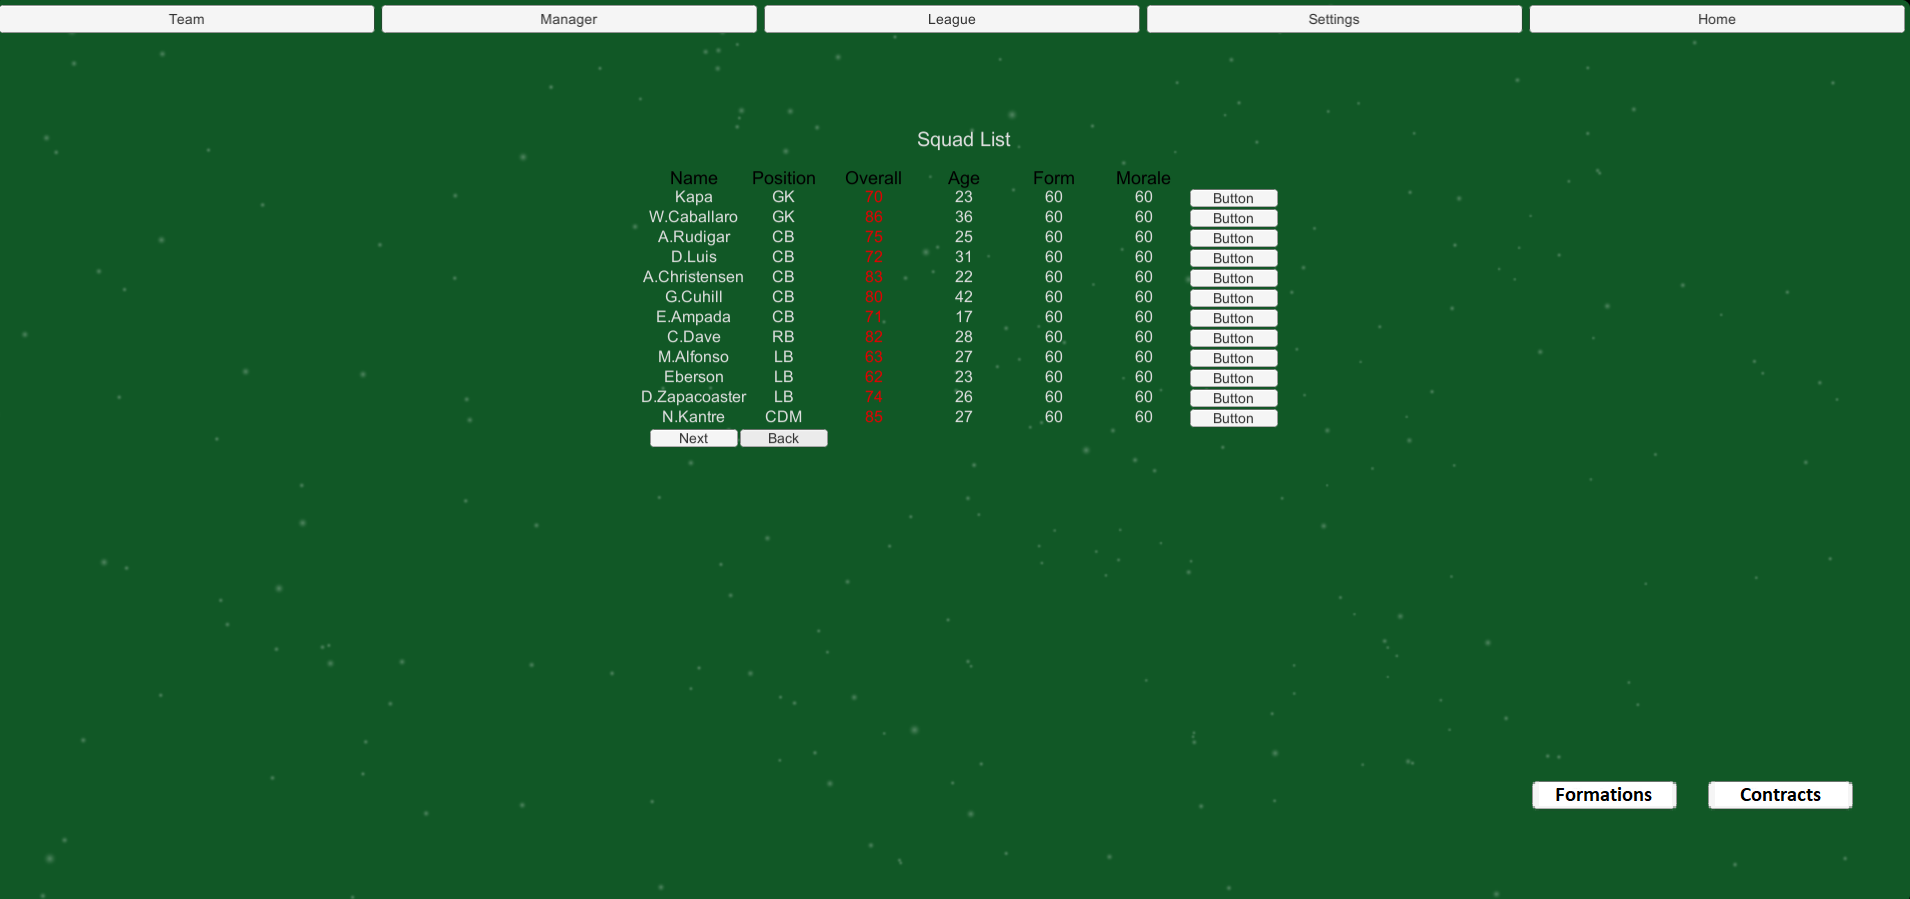 Team Manager League Settings Home
Squad List
Name Position Overall Age Form Morale
Kapa GK 23 60 60 Button
W.Caballaro GK 36 60 60 Button
A.Rudigar CB 75 25 60 60 Button
D.Luis CB 72 31 60 60 Button
A.Christensen CB 83 22 60 60 Button
G.Cuhill CB 80 42 60 60 Button
E.Ampada CB 71 17 60 60 Button
C.Dave RB 82 28 60 60 Button
M.Alfonso LB 63 27 60 60 Button
Eberson LB 62 23 60 60 Button
D.Zapacoaster LB 74 26 60 60 Button
N.Kantre CDM 85 27 60 60 Button
Next Back
Formations Contracts